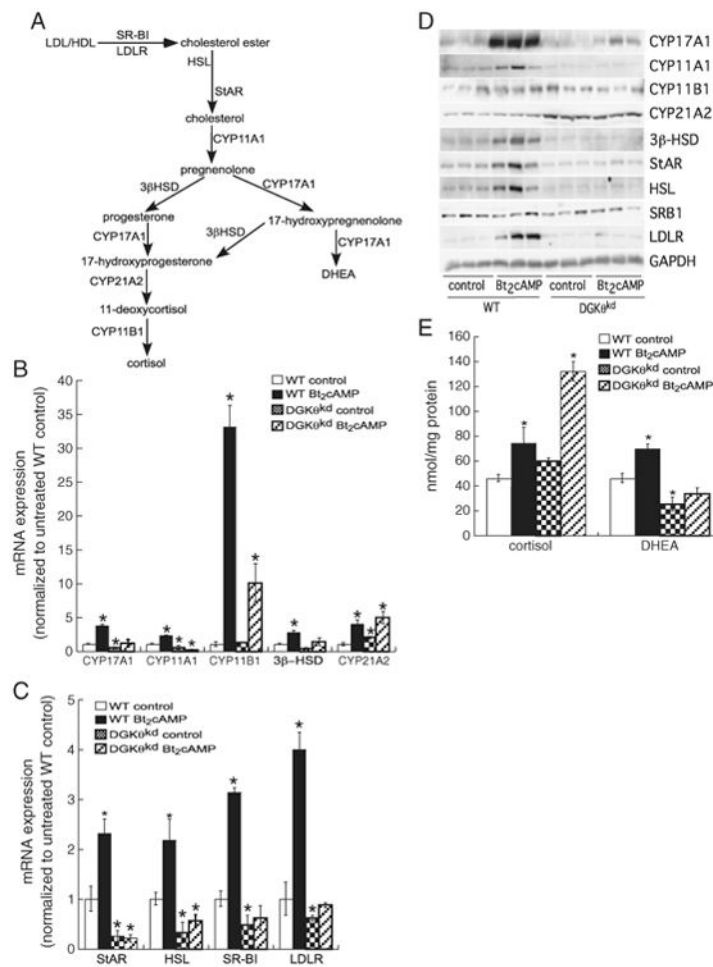 A
LDL/HDL
SR-BI
LDLR
cholesterol ester
HSL
StAR
cholesterol
CYP11A1
pregnenolone
3βHSD
CYP17A1
progesterone
17-hydroxypregnenolone
CYP17A1
3βHSD
CYP17A1
17-hydroxyprogesterone
DHEA
CYP21A2
11-deoxycortisol
CYP11B1
cortisol
B
mRNA expression
(normalized to untreated WT control)
40
35
30
25
20
15
10
5
0
WT control
WT Bt2cAMP
DGKθkd control
DGKθkd Bt2cAMP
* * * * * * * * * * * *
CYP17A1 CYP11A1 CYP11B1 3β-HSD CYP21A2
C
mRNA expression
(normalized to untreated WT control)
5
4
3
2
1
0
WT control
WT Bt2cAMP
DGKθkd control
DGKθkd Bt2cAMP
* * * * * * * * * *
StAR HSL SR-BI LDLR
D
CYP17A1
CYP11A1
CYP11B1
CYP21A2
3β-HSD
StAR
HSL
SRB1
LDLR
GAPDH
control Bt2cAMP control Bt2cAMP
WT DGKθkd
E
nmol/mg protein
160
140
120
100
80
60
40
20
0
WT control
WT Bt2cAMP
DGKθkd control
DGKθkd Bt2cAMP
* * * *
cortisol DHEA